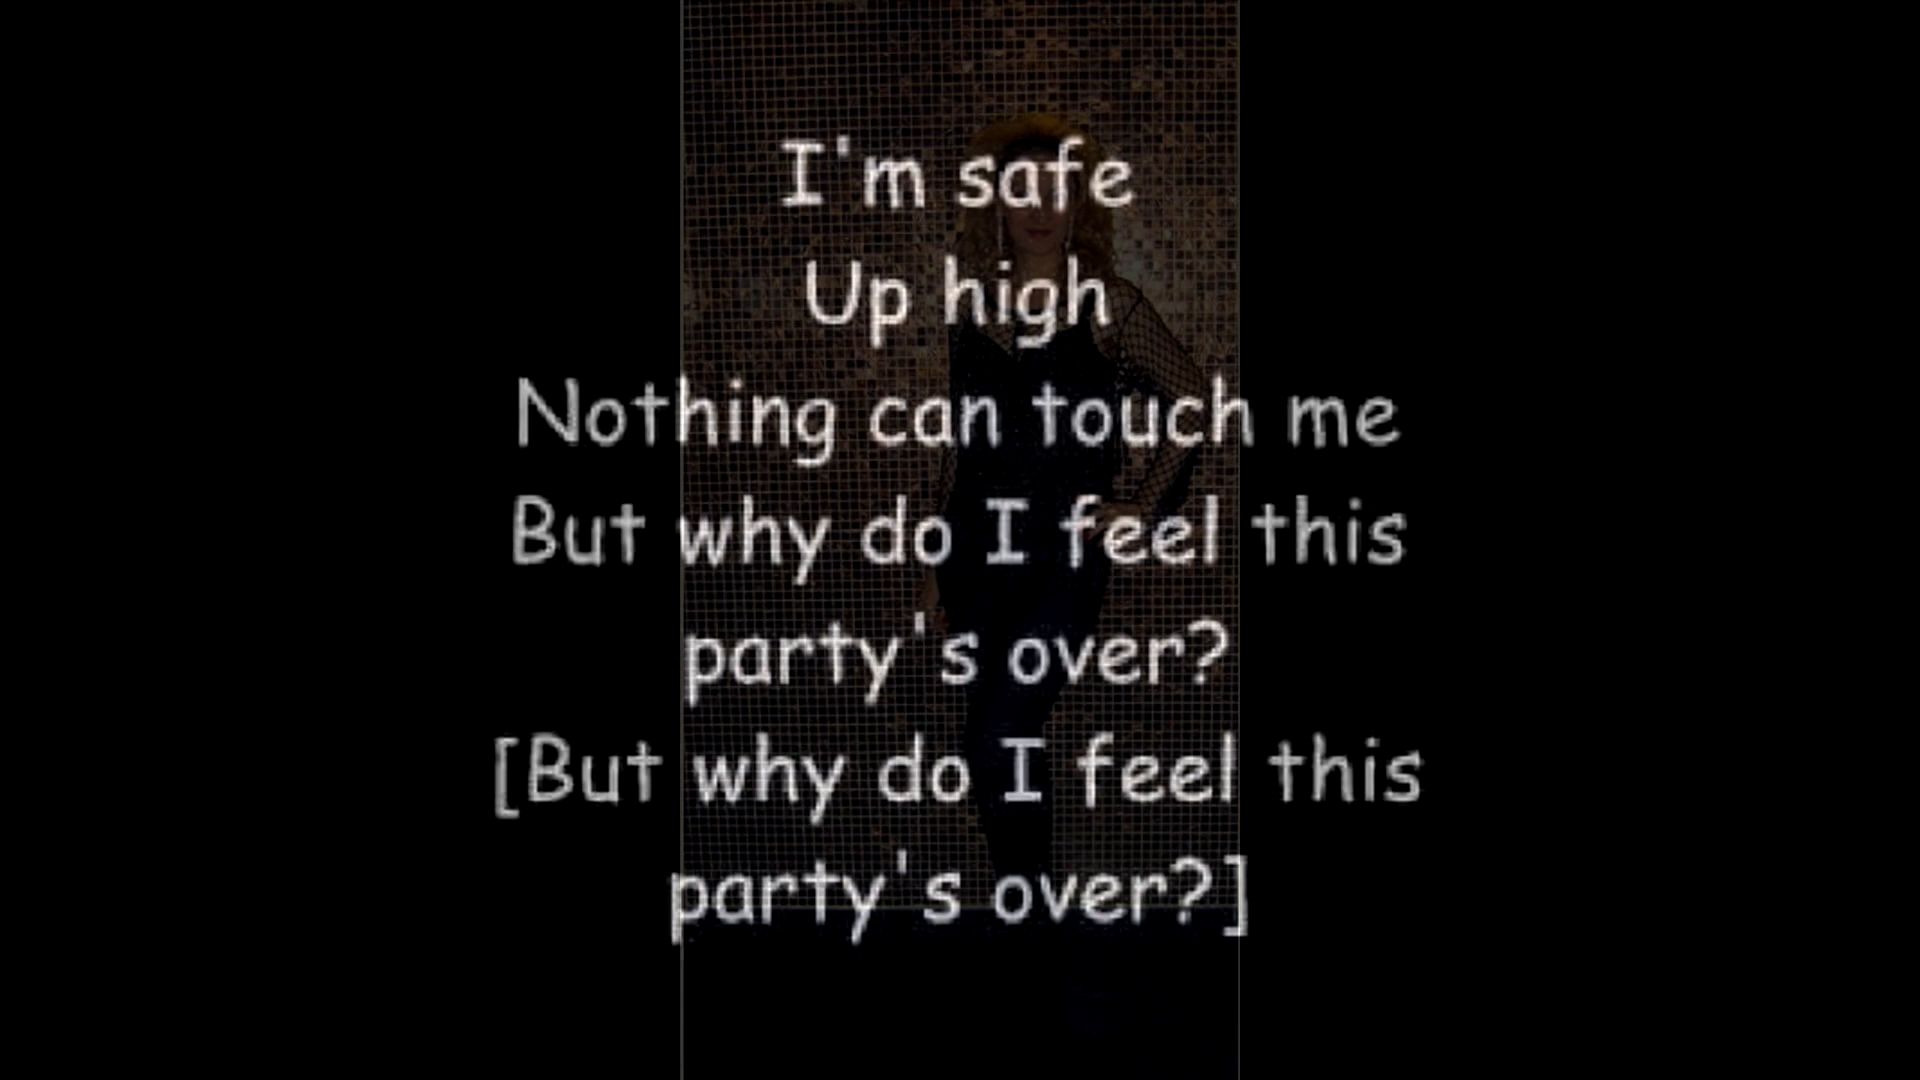 I'm safe
Up high
Nothing can touch me
But why do I feel this
party's over?
[But why do I feel this
party's over?]